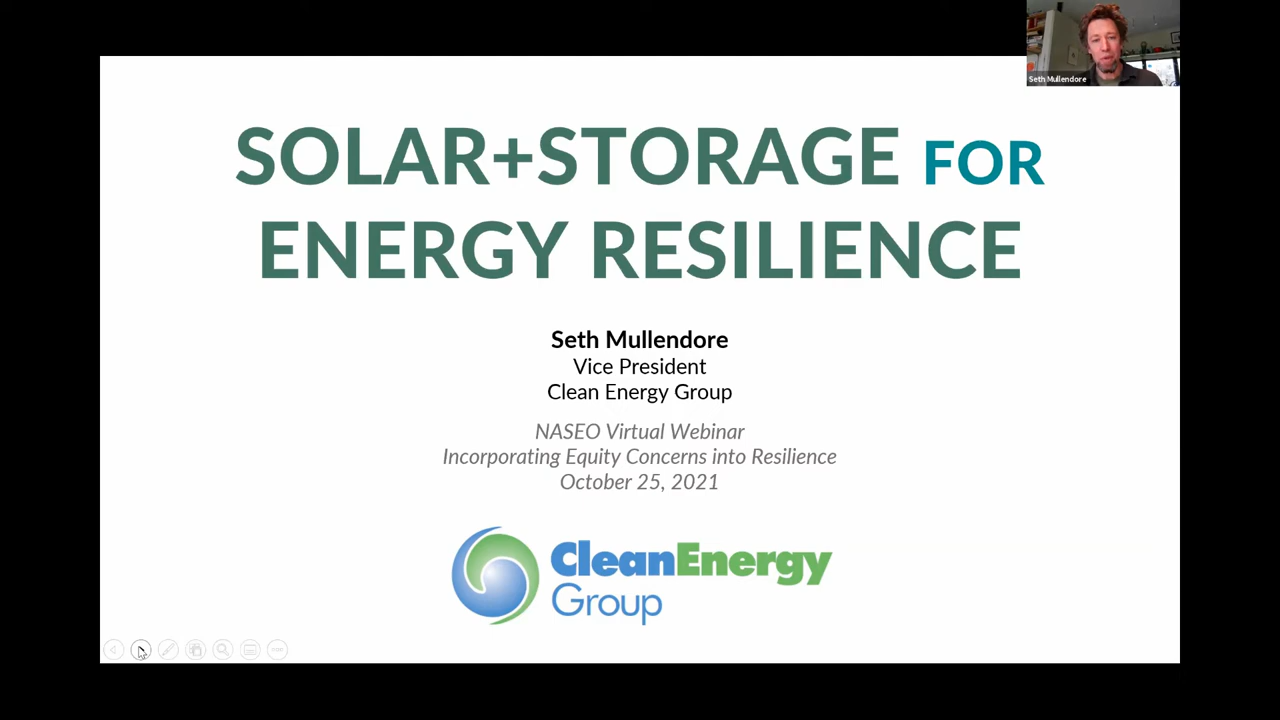 Seth Mullendore
SOLAR+STORAGE FOR
ENERGY RESILIENCE
Seth Mullendore
Vice President
Clean Energy Group
NASEO Virtual Webinar
Incorporating Equity Concerns into Resilience
October 25, 2021
CleanEnergy
Group